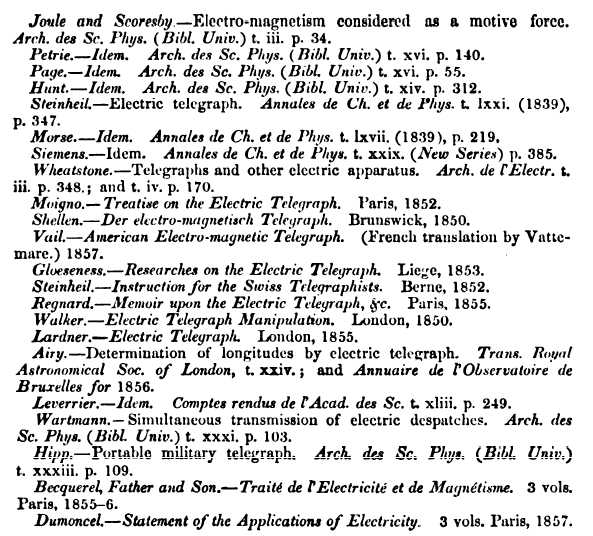 Joule and Scoresby.—Electro-magnetism considered as a motive force.
Arch. des Sc. Phys. (Bibl. Univ.) t. iii. p. 34.
Petrie.—Idem. Arch. des Sc. Phys. (Bibl. Univ.) t. xvi. p. 140.
Page.—Idem. Arch. des Sc. Phys. (Bibl. Univ.) t. xvi. p. 55.
Hunt.—Idem. Arch. des Sc. Phys. (Bibl. Univ.) t. xiv. p. 312.
Steinheil.—Electric telegraph. Annales de Ch. et de Phys. t. lxxi. (1839),
p. 347.
Morse.—Idem. Annales de Ch. et de Phys. t. lxvii. (1839), p. 219.
Siemens.—Idem. Annales de Ch. et de Phys. t. xxix. (New Series) p. 385.
Wheatstone.—Telegraphs and other electric apparatus. Arch. de l'Électr. t.
iii. p. 348.; and t. iv. p. 170.
Moigno.—Treatise on the Electric Telegraph. Paris, 1852.
Shellen.—Der electro-magnetisch Telegraph. Brunswick, 1850.
Vail.—American Electro-magnetic Telegraph. (French translation by Vatte-
mare.) 1857.
Gloeseness.—Researches on the Electric Telegraph. Liege, 1853.
Steinheil.—Instruction for the Swiss Telegraphists. Berne, 1852.
Regnard.—Memoir upon the Electric Telegraph, &c. Paris, 1855.
Walker.—Electric Telegraph Manipulation. London, 1850.
Lardner.—Electric Telegraph. London, 1855.
Airy.—Determination of longitudes by electric telegraph. Trans. Royal
Astronomical Soc. of London, t. xxiv.; and Annuaire de l'Observatoire de
Bruxelles for 1856.
Leverrier.—Idem. Comptes rendus de l'Acad. des Sc. t. xliii. p. 249.
Wartmann.—Simultaneous transmission of electric despatches. Arch. des
Sc. Phys. (Bibl. Univ.) t. xxxi. p. 103.
Hipp.—Portable military telegraph. Arch. des Sc. Phys. (Bibl. Univ.)
t. xxxiii. p. 109.
Becquerel, Father and Son.—Traité de l'Electricité et de Magnétisme. 3 vols.
Paris, 1855-6.
Dumoncel.—Statement of the Applications of Electricity. 3 vols. Paris, 1857.